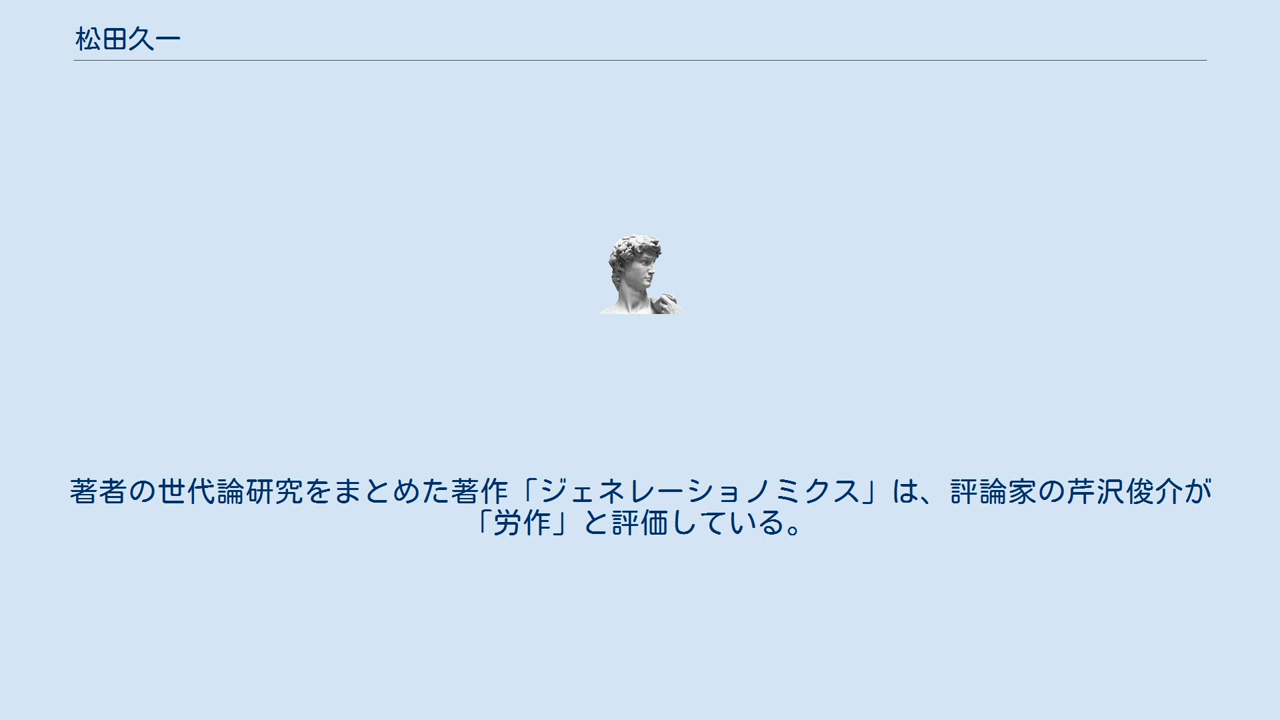 松田久一
著者の世代論研究をまとめた著作「ジェネレーショノミクス」は、評論家の芹沢俊介が
「労作」と評価している。